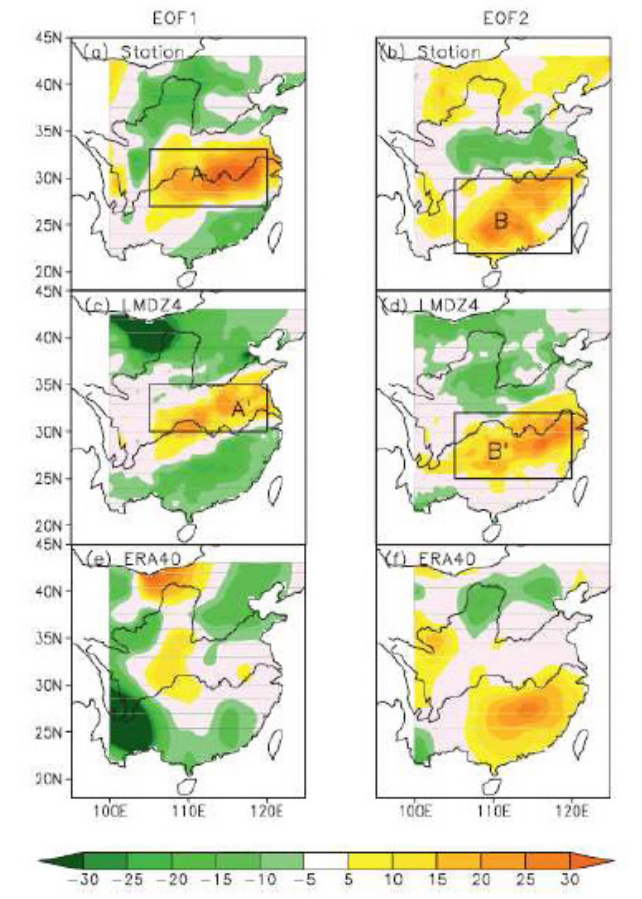 EOF1 EOF2
45N (a) Station (b) Station
40N
35N
A
30N
B
25N
20N
45N (c) LMDZ4 (d) LMDZ4
40N
35N
A'
30N
B'
25N
20N
45N (e) ERA40 (f) ERA40
40N
35N
30N
25N
20N
100E 110E 120E 100E 110E 120E
-30 -25 -20 -15 -10 -5 5 10 15 20 25 30